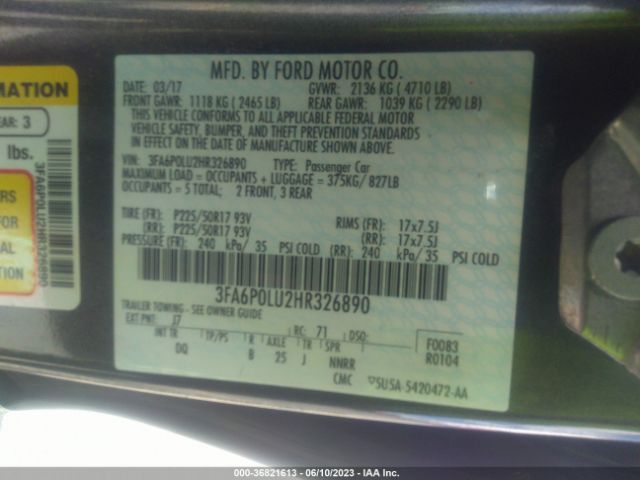 MFD. BY FORD MOTOR CO.
DATE: 03/17 GVWR: 2136 KG ( 4710 LB)
FRONT GAWR: 1118 KG ( 2465 LB) REAR GAWR: 1039 KG ( 2290 LB)
THIS VEHICLE CONFORMS TO ALL APPLICABLE FEDERAL MOTOR
VEHICLE SAFETY, BUMPER, AND THEFT PREVENTION STANDARDS IN
EFFECT ON THE DATE OF MANUFACTURE SHOWN ABOVE.
VIN: 3FA6P0LU2HR326890 TYPE: Passenger Car
MAXIMUM LOAD = OCCUPANTS + LUGGAGE = 375KG/ 827LB
OCCUPANTS = 5 TOTAL; 2 FRONT, 3 REAR
TIRE (FR): P225/50R17 93V RIMS (FR): 17x7.5J
(RR): P225/50R17 93V (RR): 17x7.5J
PRESSURE (FR): 240 kPa/ 35 PSI COLD (RR): 240 kPa/ 35 PSI COLD
3FA6P0LU2HR326890
TRAILER TOWING - SEE OWNER GUIDE
EXT PNT: J7 RC: 71 DSO: F0083
INT TR TP/PS R AXLE TR SPR R0104
DQ B 25 J NNRR
CMC ▽5USA-5420472-AA
MATION
EAR: 3
lbs.
ERS
OF
AL
TION
3FA6P0LU2HR326890
000-36821613 - 06/10/2023 - IAAI.COM